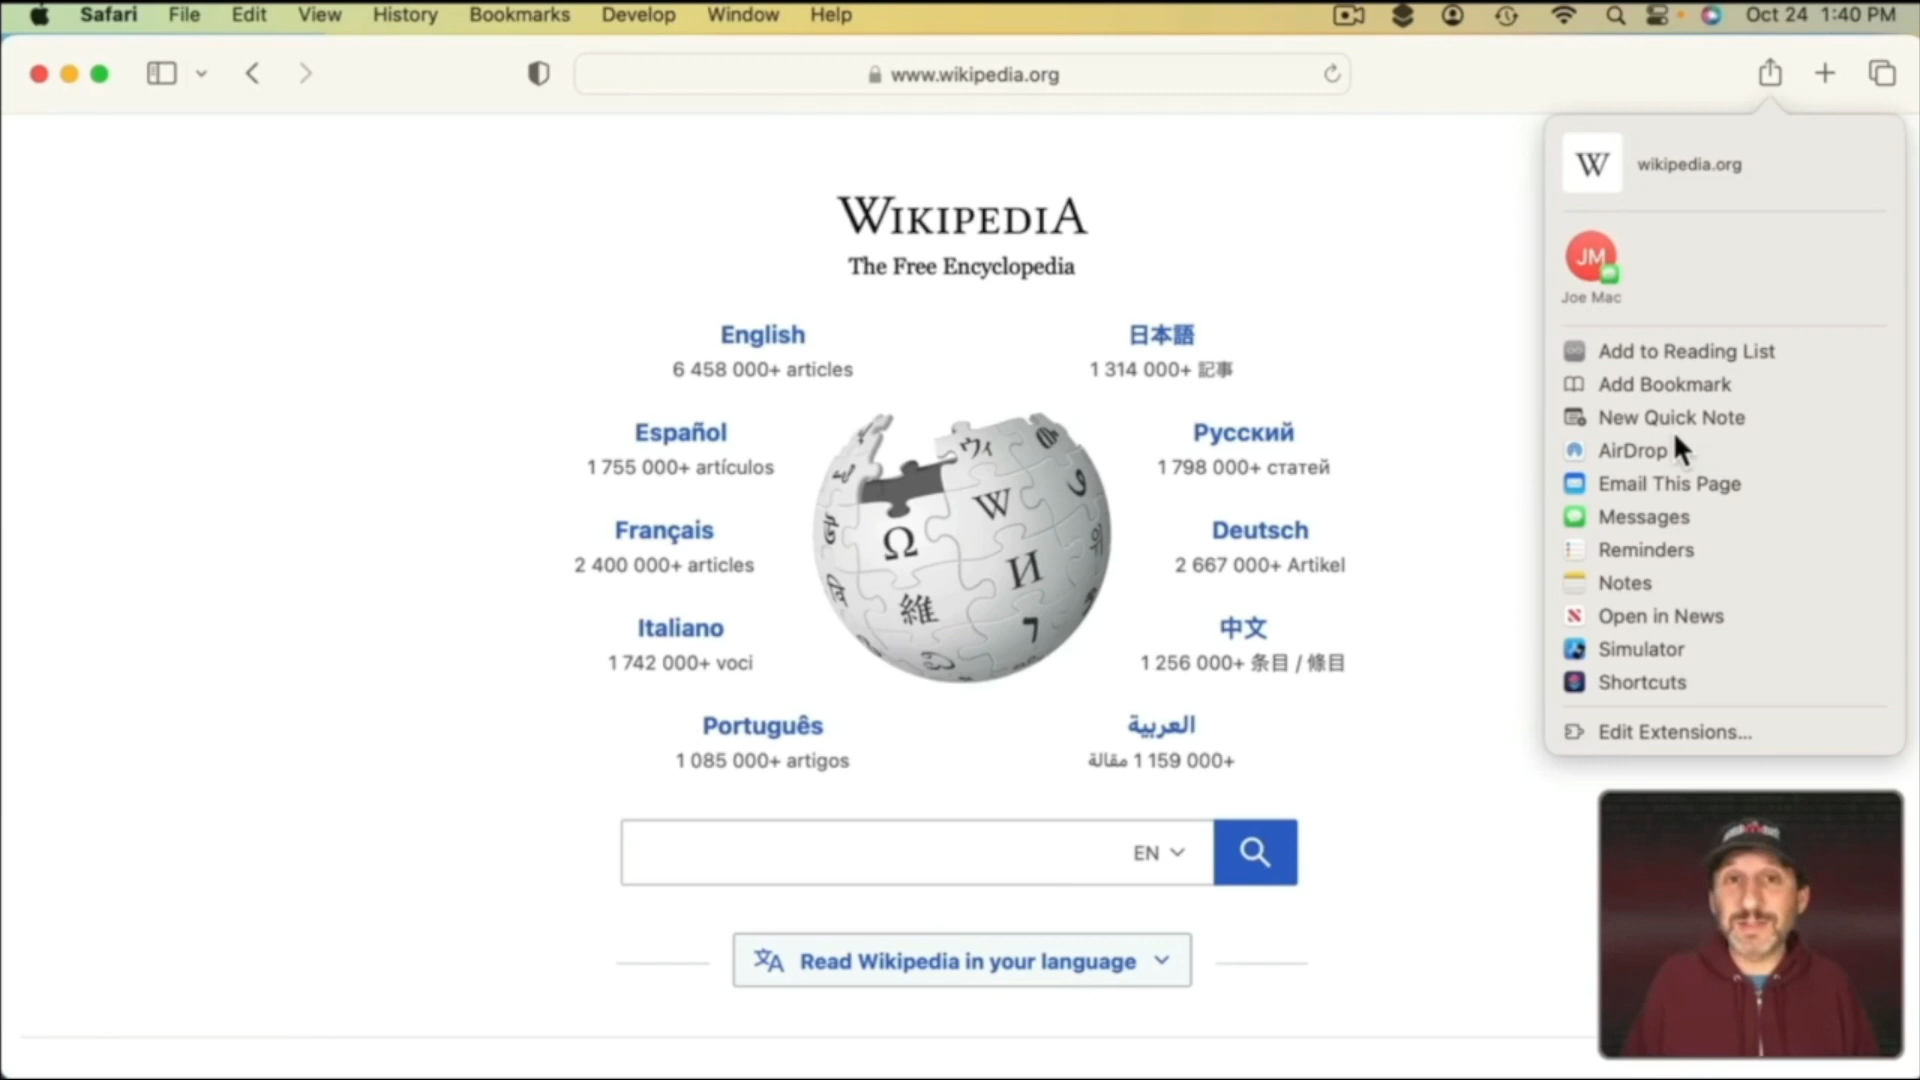 Safari File Edit View History Bookmarks Develop Window Help Oct 24 1:40 PM
www.wikipedia.org
W wikipedia.org
JM
Joe Mac
Add to Reading List
Add Bookmark
New Quick Note
AirDrop
Email This Page
Messages
Reminders
Notes
Open in News
Simulator
Shortcuts
Edit Extensions...
WIKIPEDIA
The Free Encyclopedia
English
6 458 000+ articles
日本語
1 314 000+ 記事
Español
1 755 000+ artículos
Русский
1 798 000+ статей
Français
2 400 000+ articles
Deutsch
2 667 000+ Artikel
Italiano
1 742 000+ voci
中文
1 256 000+ 条目 / 條目
Português
1 085 000+ artigos
العربية
1 159 000+ مقالة
Ω
W
И
維
ウィ
7
EN
Read Wikipedia in your language